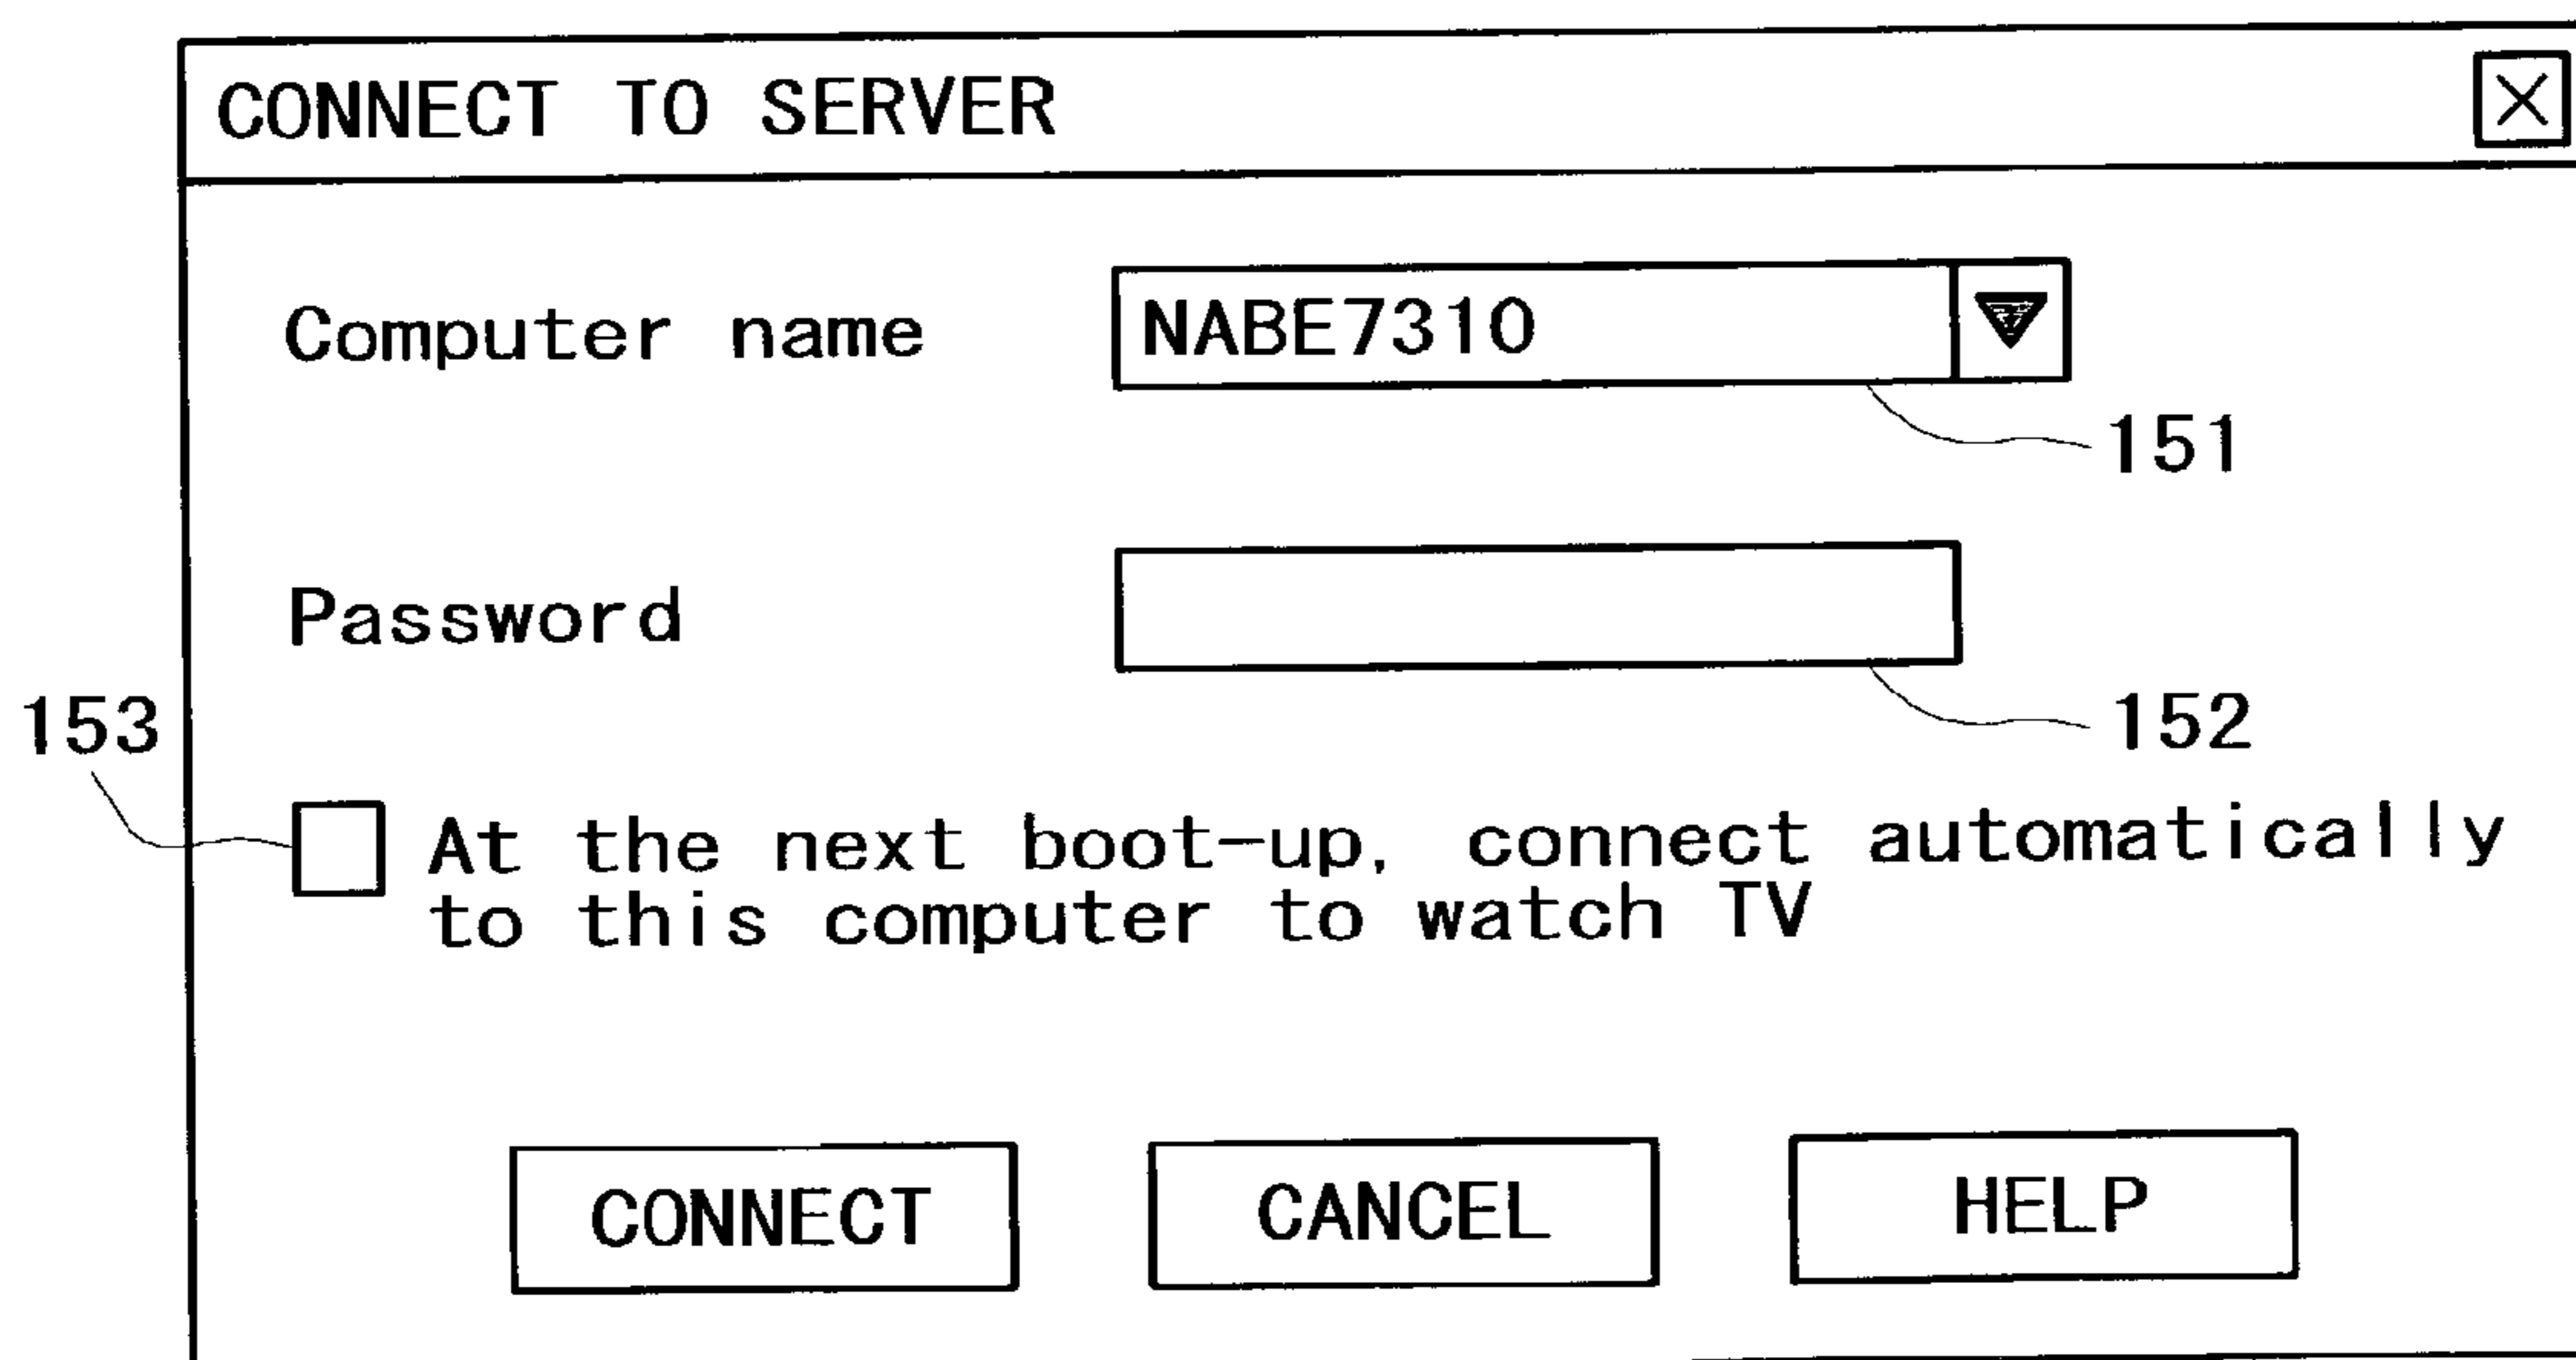 CONNECT TO SERVER
Computer name NABE7310
151
Password
153
152
At the next boot-up, connect automatically
to this computer to watch TV
CONNECT CANCEL HELP